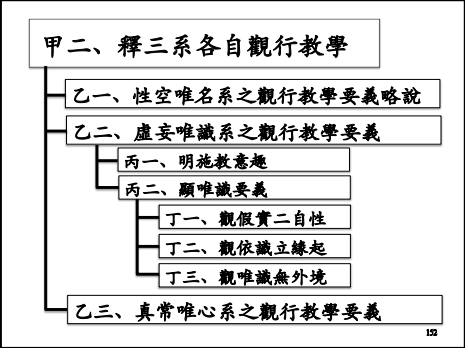 甲二、釋三系各自觀行教學
乙一、性空唯名系之觀行教學要義略說
乙二、虛妄唯識系之觀行教學要義
丙一、明施教意趣
丙二、顯唯識要義
丁一、觀假實二自性
丁二、觀依識立緣起
丁三、觀唯識無外境
乙三、真常唯心系之觀行教學要義
152